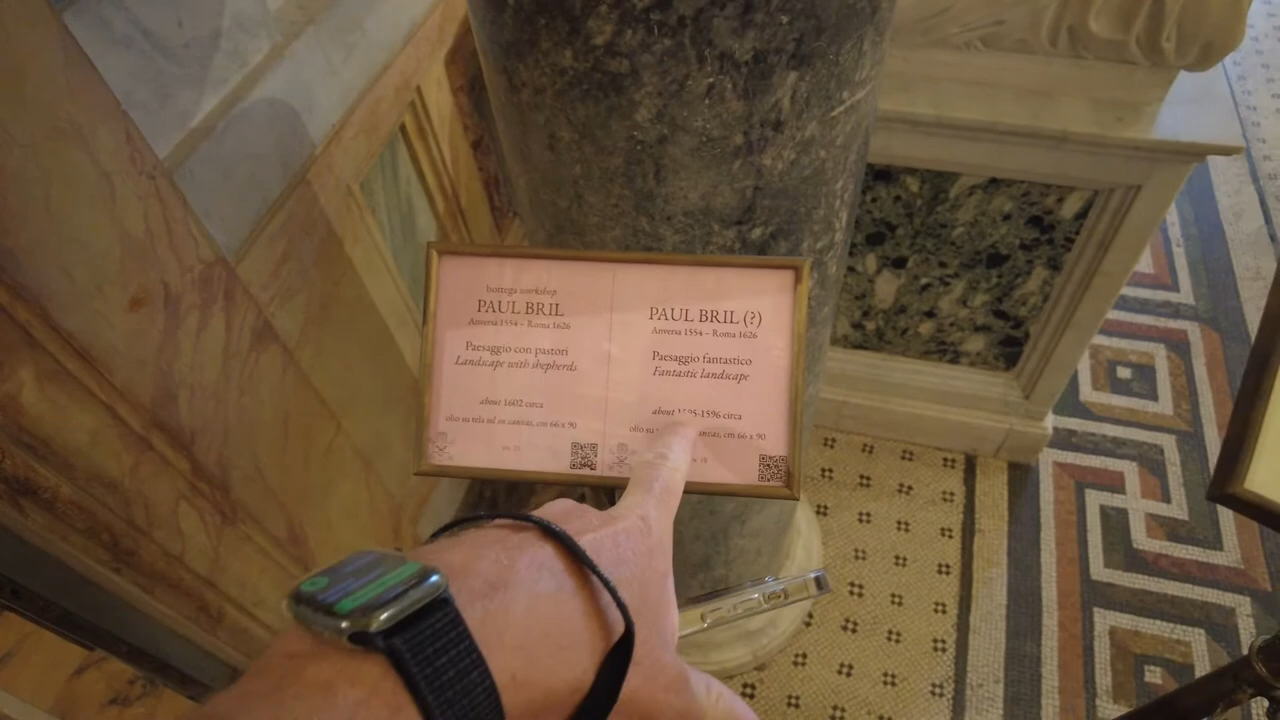 bottega workshop
PAUL BRIL
Anversa 1554 – Roma 1626
Paesaggio con pastori
Landscape with shepherds
about 1602 circa
olio su tela oil on canvas, cm 66 x 90
PAUL BRIL (?)
Anversa 1554 – Roma 1626
Paesaggio fantastico
Fantastic landscape
about 1595-1596 circa
olio su canvas, cm 66 x 90